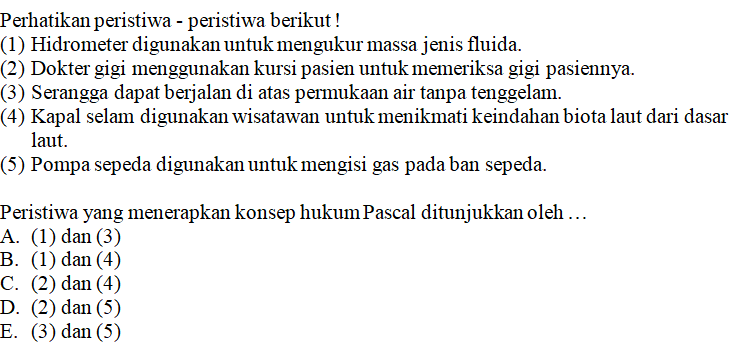 Perhatikan peristiwa - peristiwa berikut !
(1) Hidrometer digunakan untuk mengukur massa jenis fluida.
(2) Dokter gigi menggunakan kursi pasien untuk memeriksa gigi pasiennya.
(3) Serangga dapat berjalan di atas permukaan air tanpa tenggelam.
(4) Kapal selam digunakan wisatawan untuk menikmati keindahan biota laut dari dasar
laut.
(5) Pompa sepeda digunakan untuk mengisi gas pada ban sepeda.
Peristiwa yang menerapkan konsep hukum Pascal ditunjukkan oleh …
A. (1) dan (3)
B. (1) dan (4)
C. (2) dan (4)
D. (2) dan (5)
E. (3) dan (5)